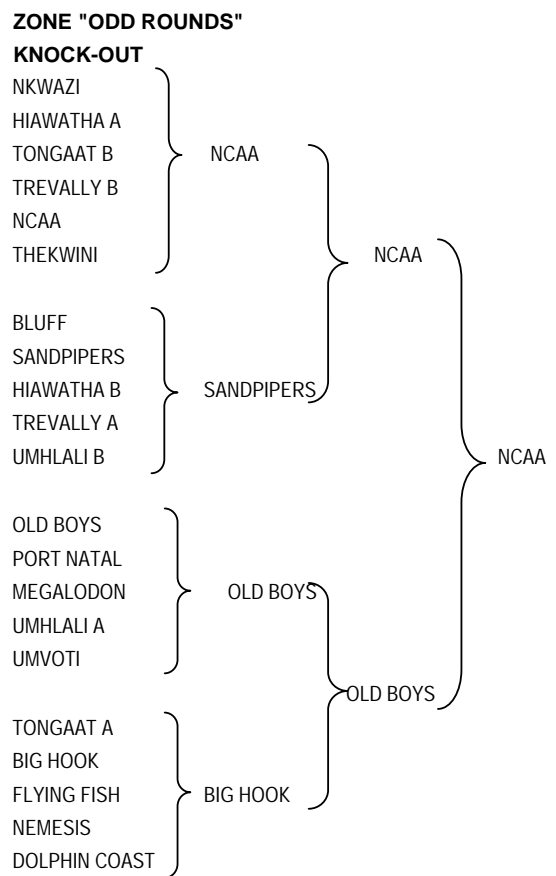 ZONE "ODD ROUNDS"
KNOCK-OUT
NKWAZI
HIAWATHA A
TONGAAT B
TREVALLY B
NCAA
THEKWINI
NCAA
NCAA
BLUFF
SANDPIPERS
HIAWATHA B
TREVALLY A
UMHLALI B
SANDPIPERS
NCAA
OLD BOYS
PORT NATAL
MEGALODON
UMHLALI A
UMVOTI
OLD BOYS
OLD BOYS
TONGAAT A
BIG HOOK
FLYING FISH
NEMESIS
DOLPHIN COAST
BIG HOOK